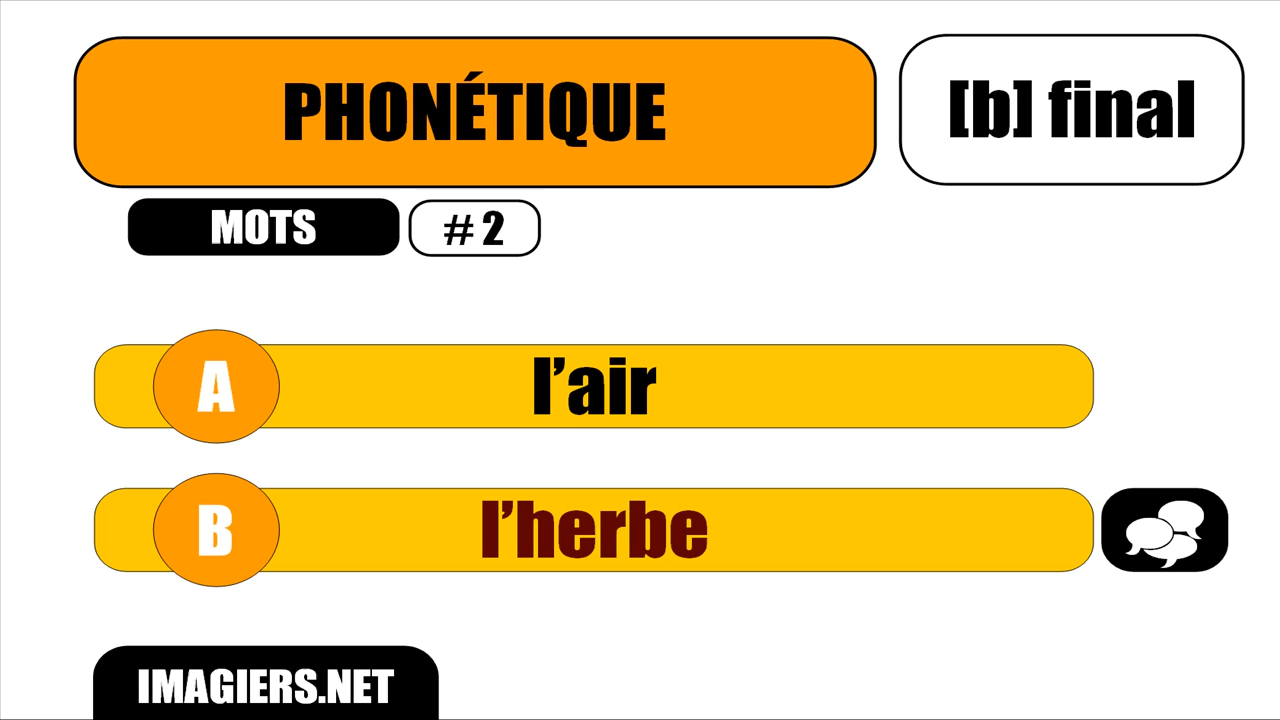 PHONÉTIQUE
[b] final
MOTS
# 2
A
l’air
B
l’herbe
IMAGIERS.NET